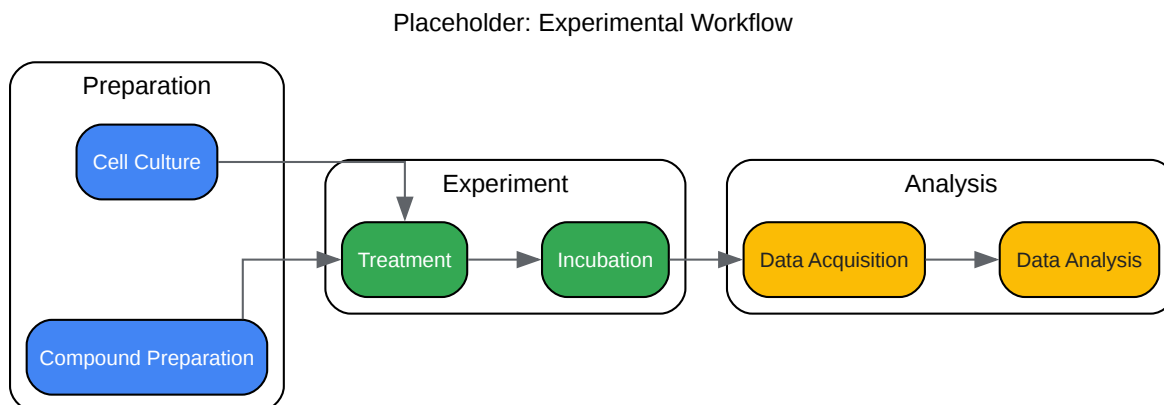 Placeholder: Experimental Workflow
Preparation
Cell Culture
Compound Preparation
Experiment
Treatment
Incubation
Analysis
Data Acquisition
Data Analysis